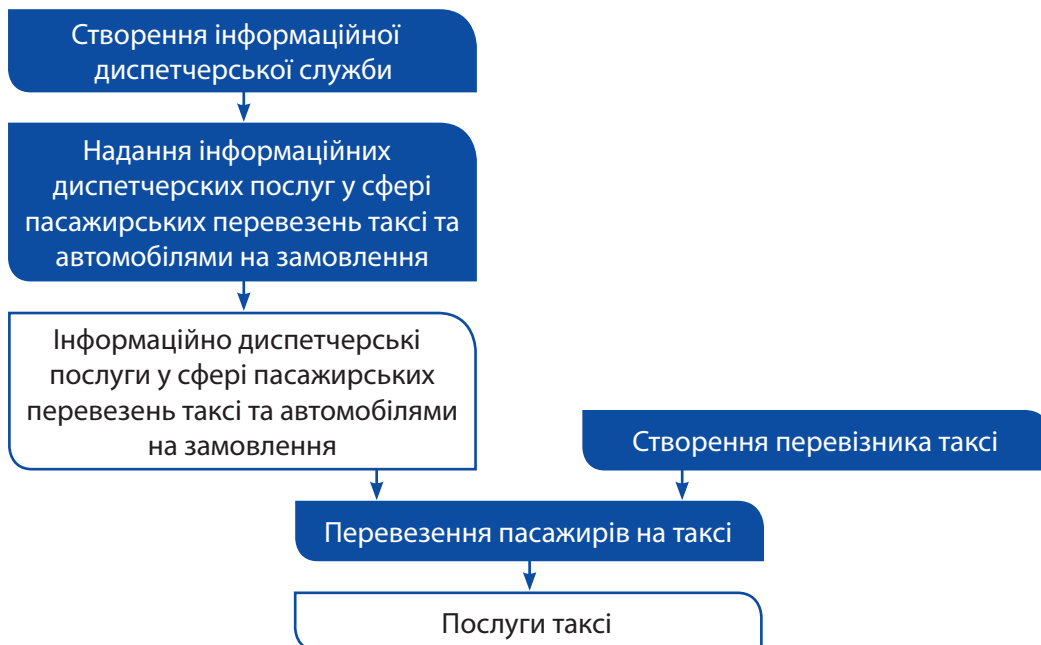 Створення інформаційної
диспетчерської служби
Надання інформаційних
диспетчерских послуг у сфері
пасажирських перевезень таксі та
автомобілями на замовлення
Інформаційно диспетчерські
послуги у сфері пасажирських
перевезень таксі та автомобілями
на замовлення
Створення перевізника таксі
Перевезення пасажирів на таксі
Послуги таксі